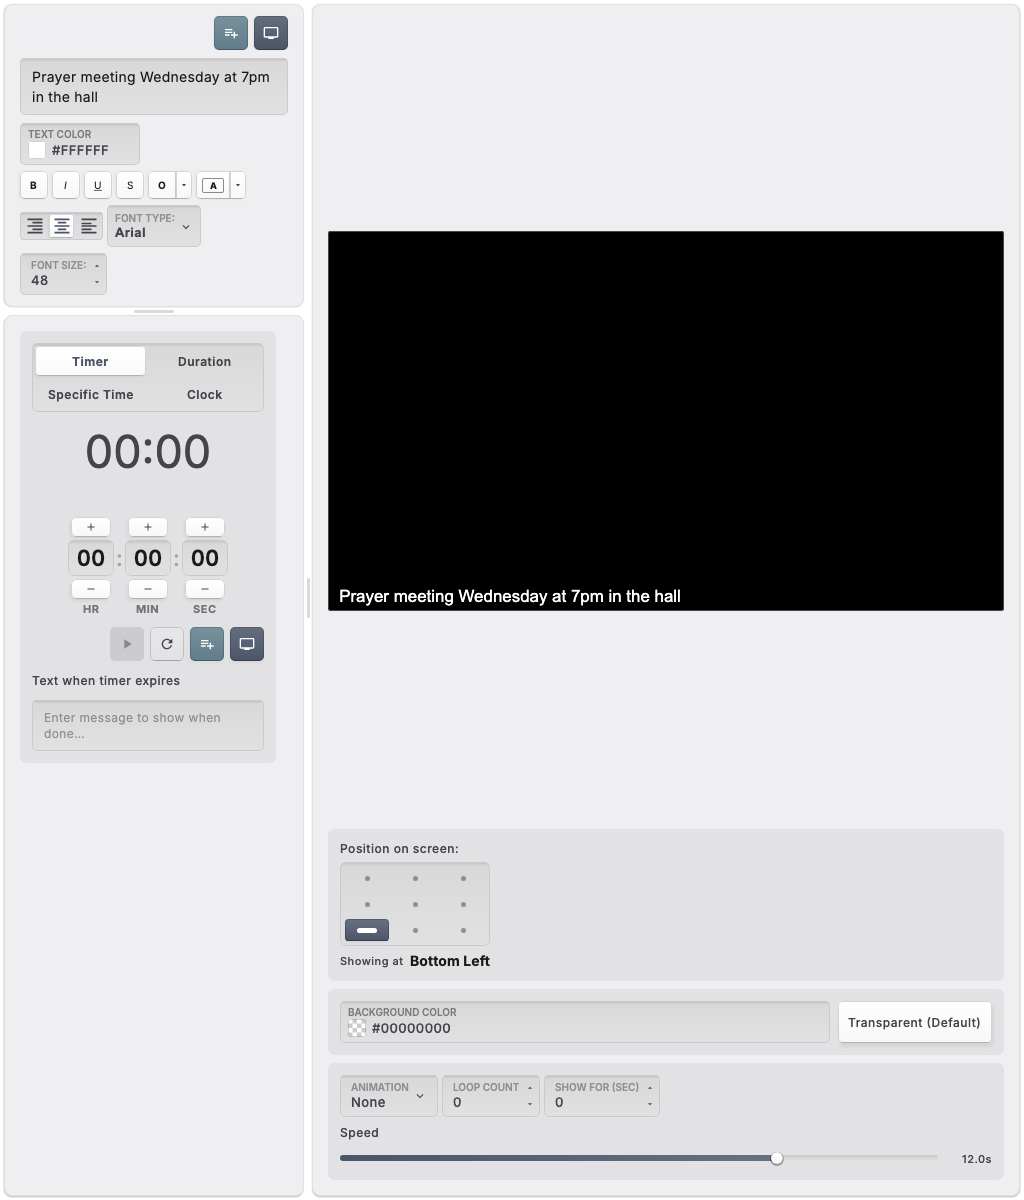 Prayer meeting Wednesday at 7pm
in the hall
TEXT COLOR
#FFFFFF
B I U S O A
FONT TYPE:
Arial
FONT SIZE:
48
Timer Duration
Specific Time Clock
00:00
+ + +
00 : 00 : 00
− − −
HR MIN SEC
Text when timer expires
Enter message to show when
done...
Prayer meeting Wednesday at 7pm in the hall
Position on screen:
Showing at Bottom Left
BACKGROUND COLOR
#00000000
Transparent (Default)
ANIMATION LOOP COUNT SHOW FOR (SEC)
None 0 0
Speed
12.0s